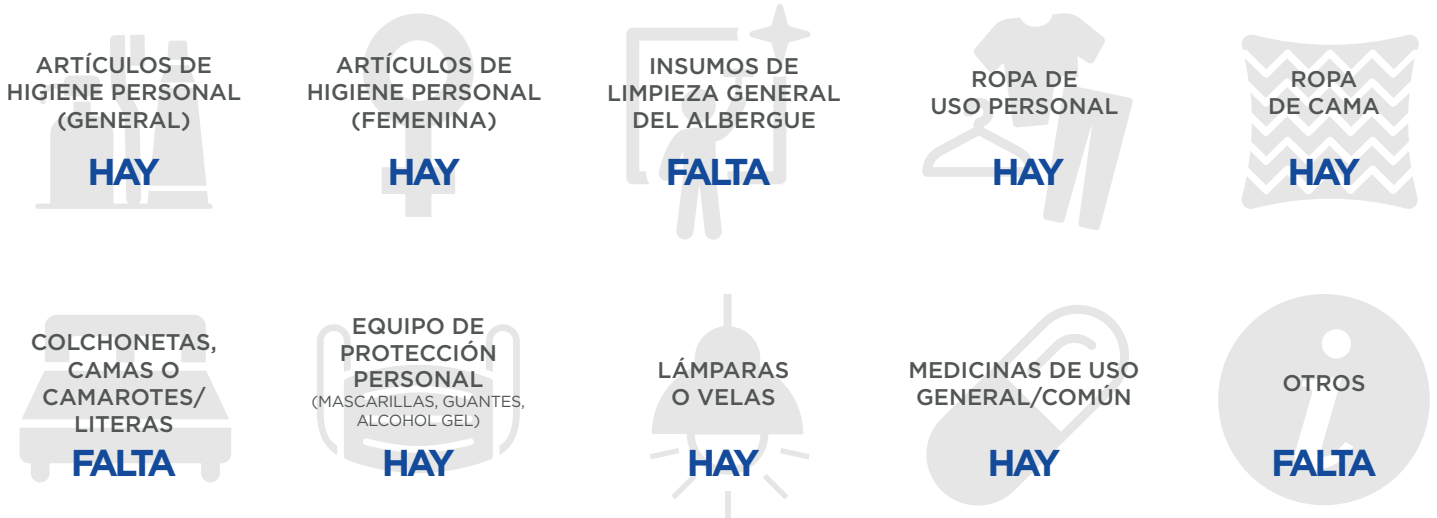 ARTÍCULOS DE
HIGIENE PERSONAL
(GENERAL)
HAY
ARTÍCULOS DE
HIGIENE PERSONAL
(FEMENINA)
HAY
INSUMOS DE
LIMPIEZA GENERAL
DEL ALBERGUE
FALTA
ROPA DE
USO PERSONAL
HAY
ROPA
DE CAMA
HAY
COLCHONETAS,
CAMAS O
CAMAROTES/
LITERAS
FALTA
EQUIPO DE
PROTECCIÓN
PERSONAL
(MASCARILLAS, GUANTES,
ALCOHOL GEL)
HAY
LÁMPARAS
O VELAS
HAY
MEDICINAS DE USO
GENERAL/COMÚN
HAY
OTROS
FALTA